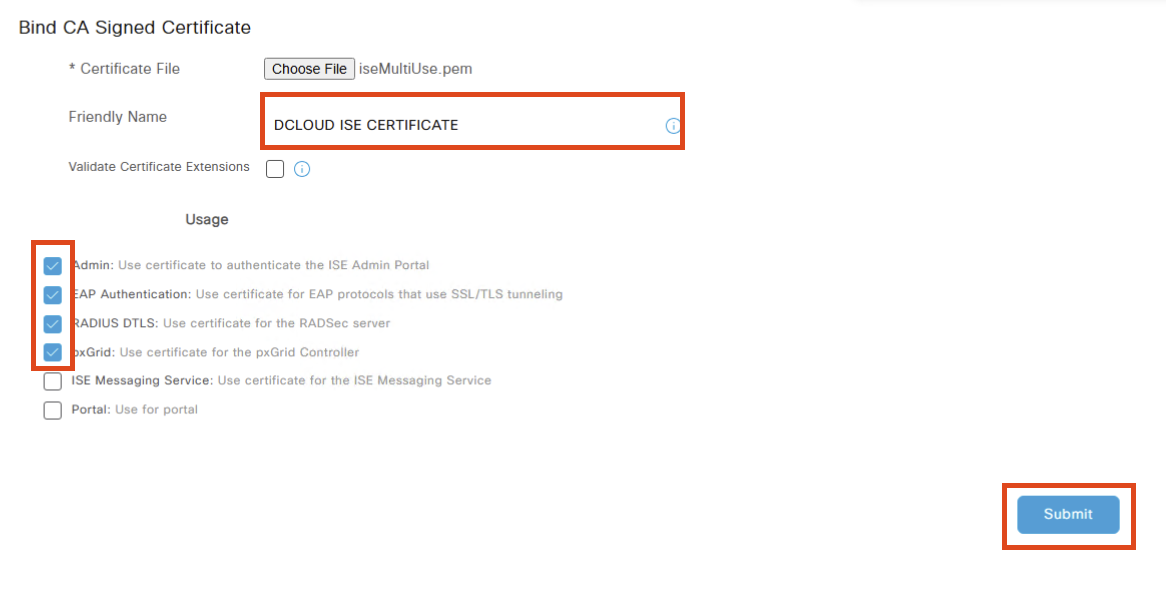 Bind CA Signed Certificate
* Certificate File Choose File iseMultiUse.pem
Friendly Name DCLOUD ISE CERTIFICATE
Validate Certificate Extensions
Usage
Admin: Use certificate to authenticate the ISE Admin Portal
EAP Authentication: Use certificate for EAP protocols that use SSL/TLS tunneling
RADIUS DTLS: Use certificate for the RADSec server
pxGrid: Use certificate for the pxGrid Controller
ISE Messaging Service: Use certificate for the ISE Messaging Service
Portal: Use for portal
Submit